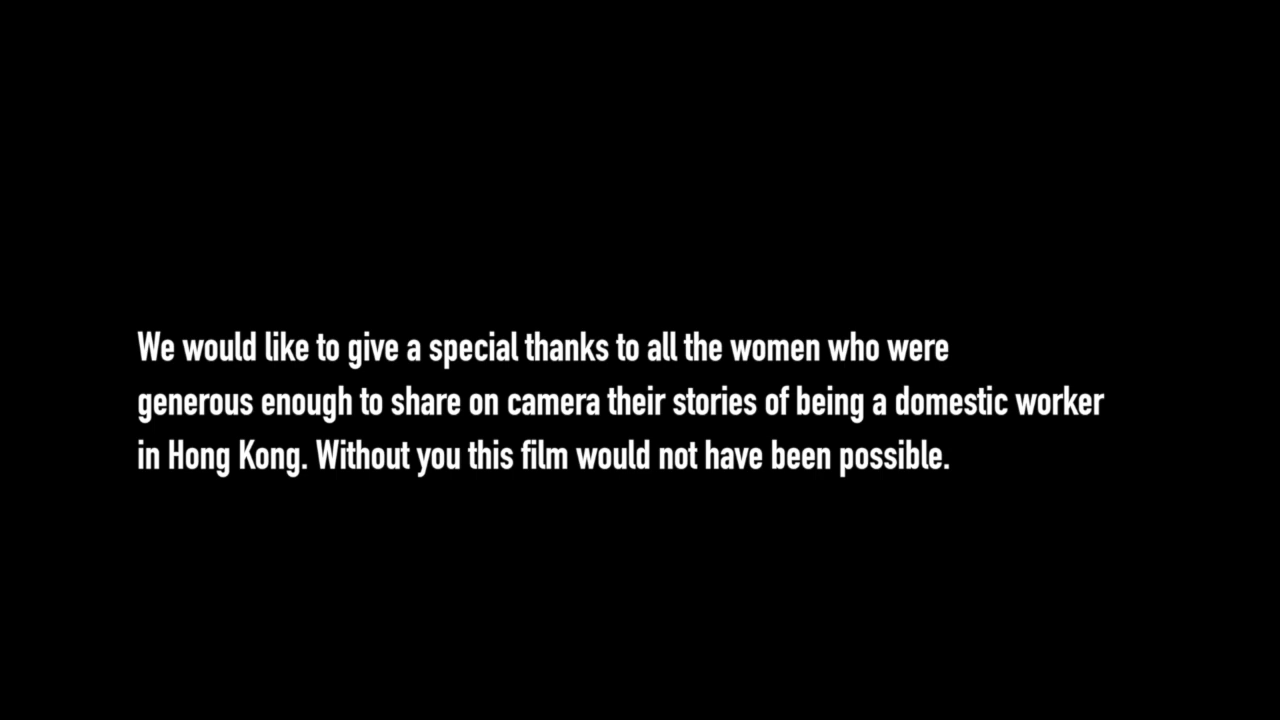 We would like to give a special thanks to all the women who were
generous enough to share on camera their stories of being a domestic worker
in Hong Kong. Without you this film would not have been possible.